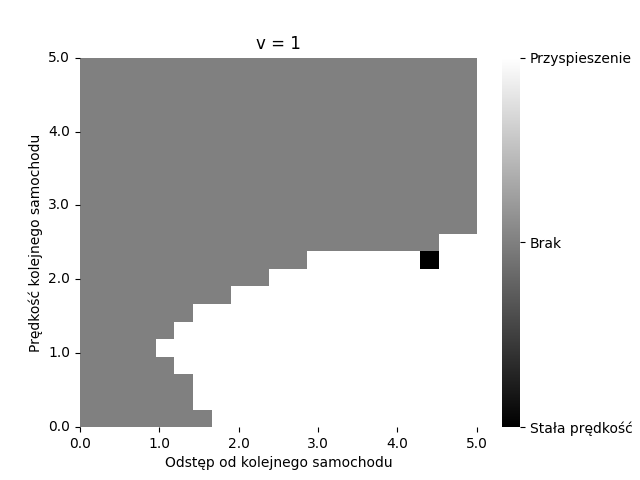 v = 1
5.0
4.0
3.0
2.0
1.0
0.0
Prędkość kolejnego samochodu
0.0 1.0 2.0 3.0 4.0 5.0
Odstęp od kolejnego samochodu
Przyspieszenie
Brak
Stała prędkość